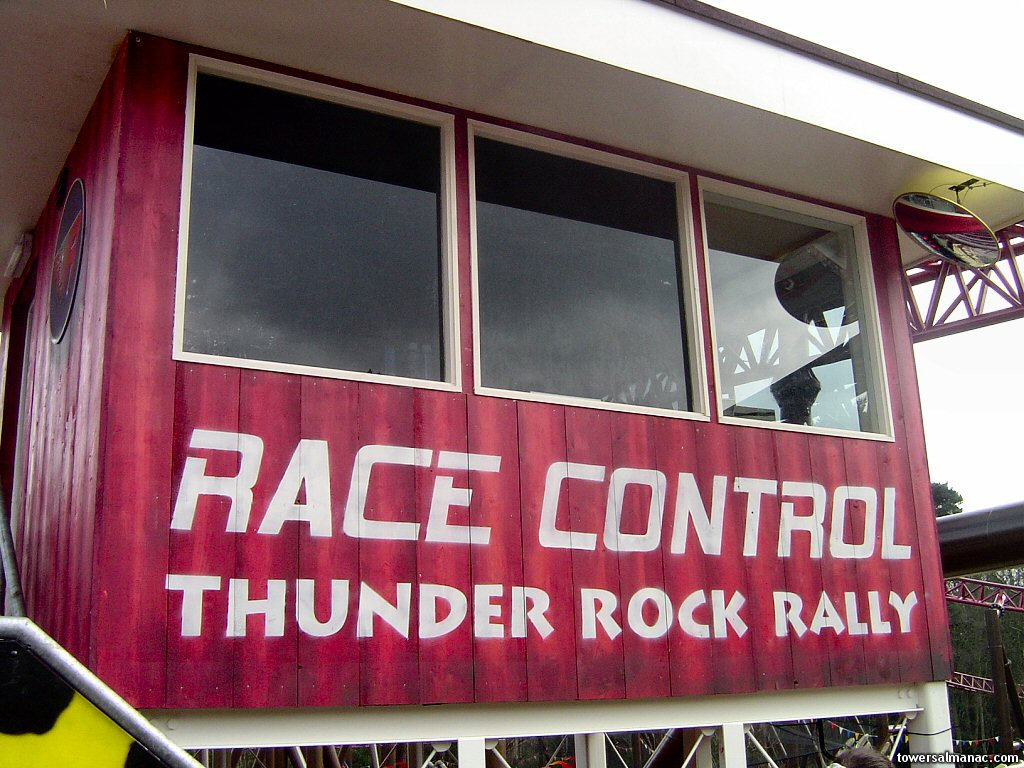 RACE CONTROL
THUNDER ROCK RALLY
towersalmanac.com